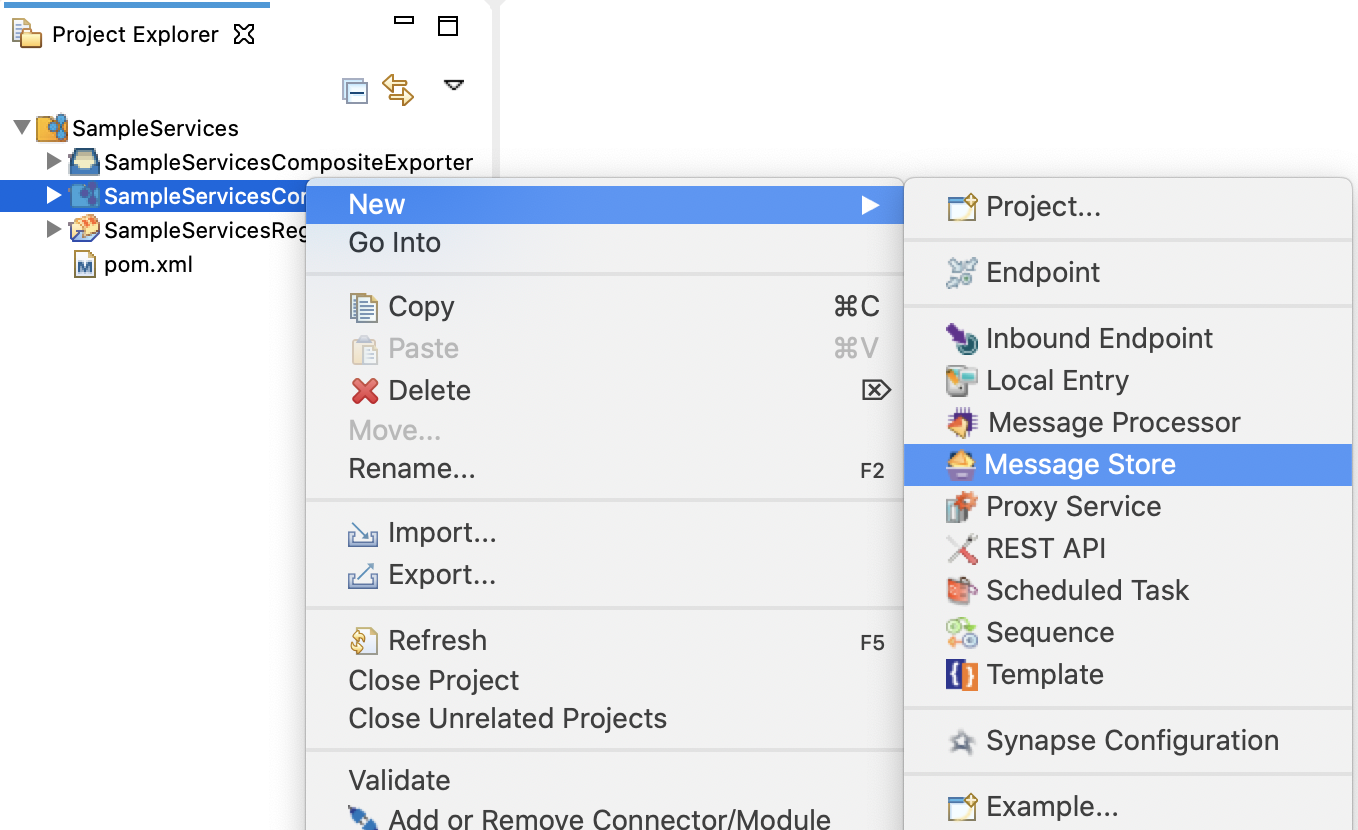 Project Explorer
SampleServices
SampleServicesCompositeExporter
SampleServicesCon
SampleServicesReg
pom.xml
New
Go Into
Copy ⌘C
Paste ⌘V
Delete ⌦
Move...
Rename... F2
Import...
Export...
Refresh F5
Close Project
Close Unrelated Projects
Validate
Add or Remove Connector/Module
Project...
Endpoint
Inbound Endpoint
Local Entry
Message Processor
Message Store
Proxy Service
REST API
Scheduled Task
Sequence
Template
Synapse Configuration
Example...